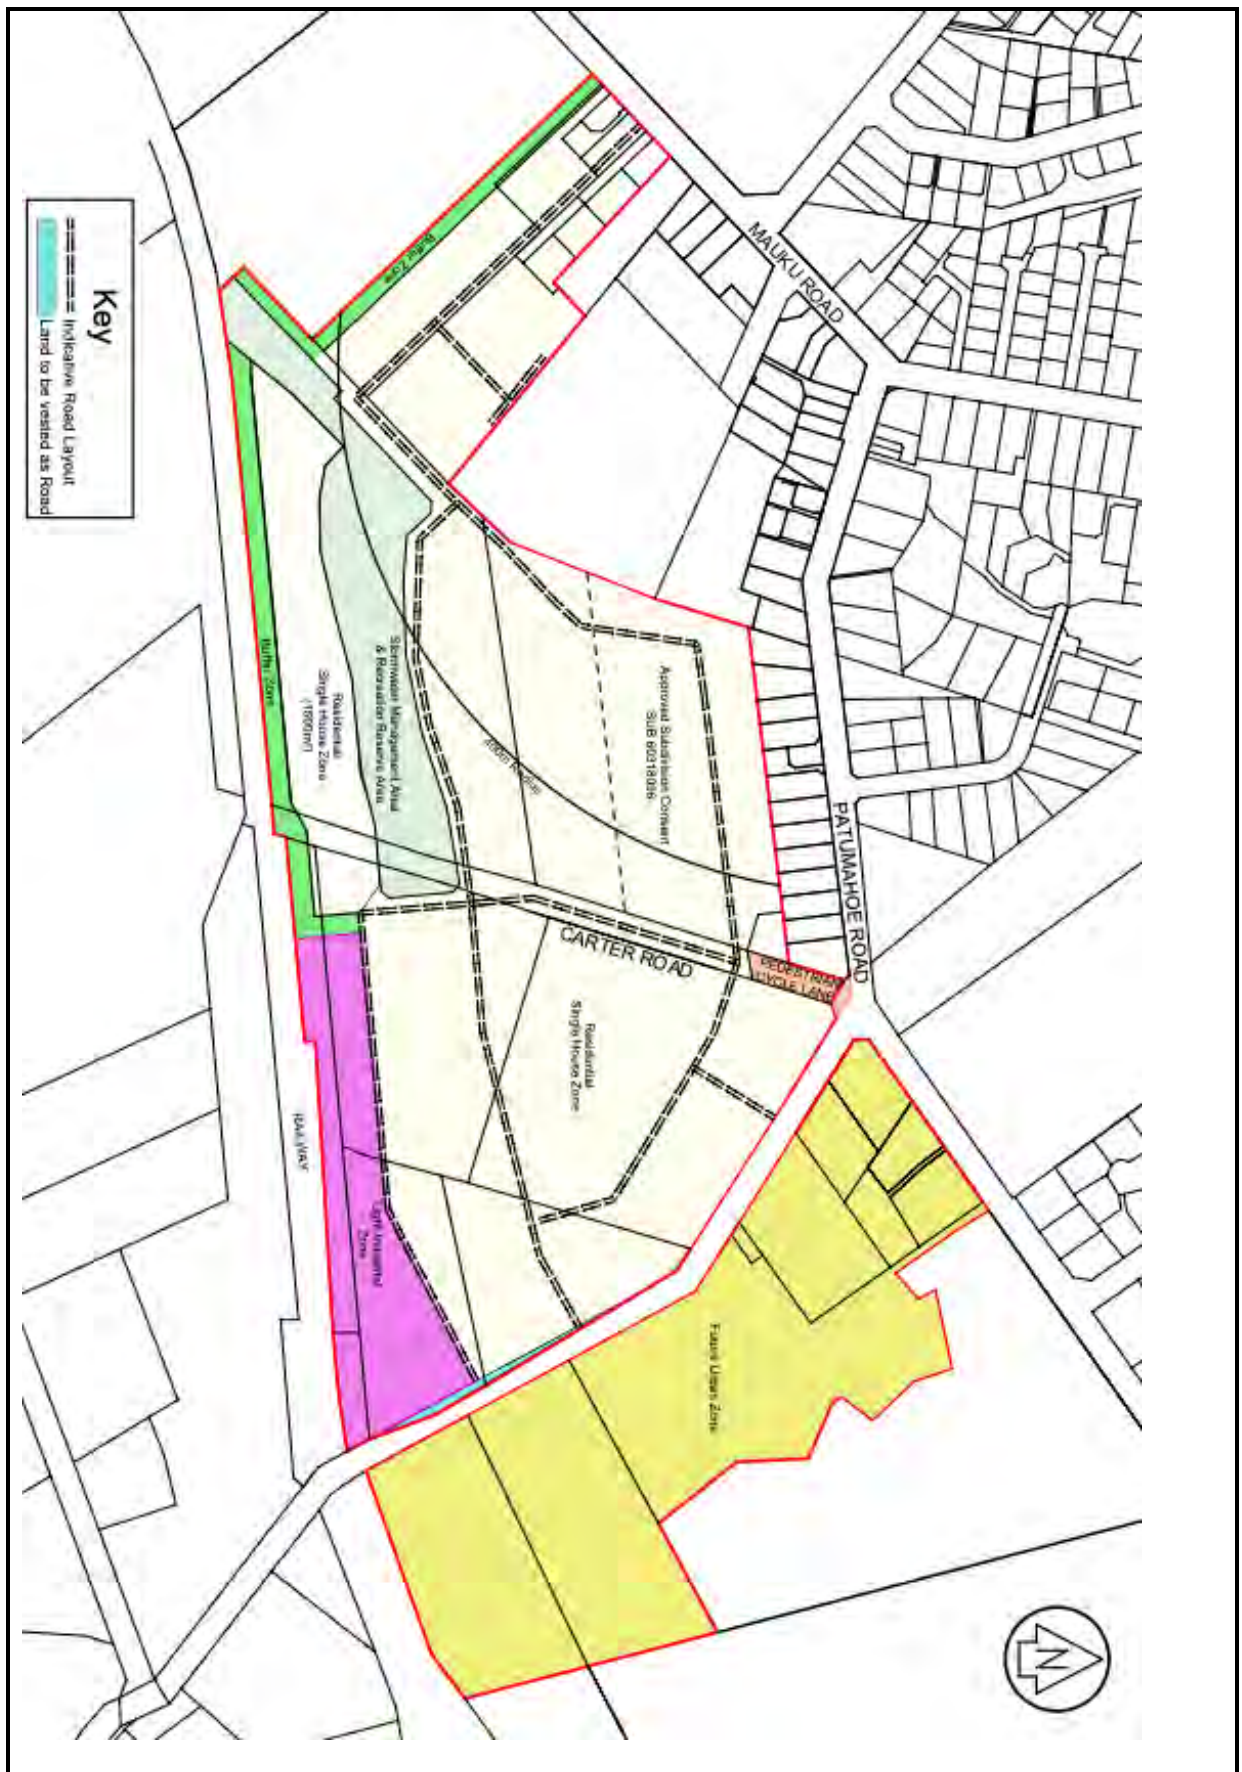 MAUKU ROAD
PATUMAHOE ROAD
PEDESTRIAN
CYCLE LANE
CARTER ROAD
Approved Subdivision Consent
SUB 60318036
Buffer Zone
Stormwater Management Area
& Recreation Reserve Area
Residential
Single House Zone
Residential
Single House Zone
Buffer Zone
RAILWAY
Light Industrial
Zone
Future Urban Zone
Key
Indicative Road Layout
Land to be vested as Road
N